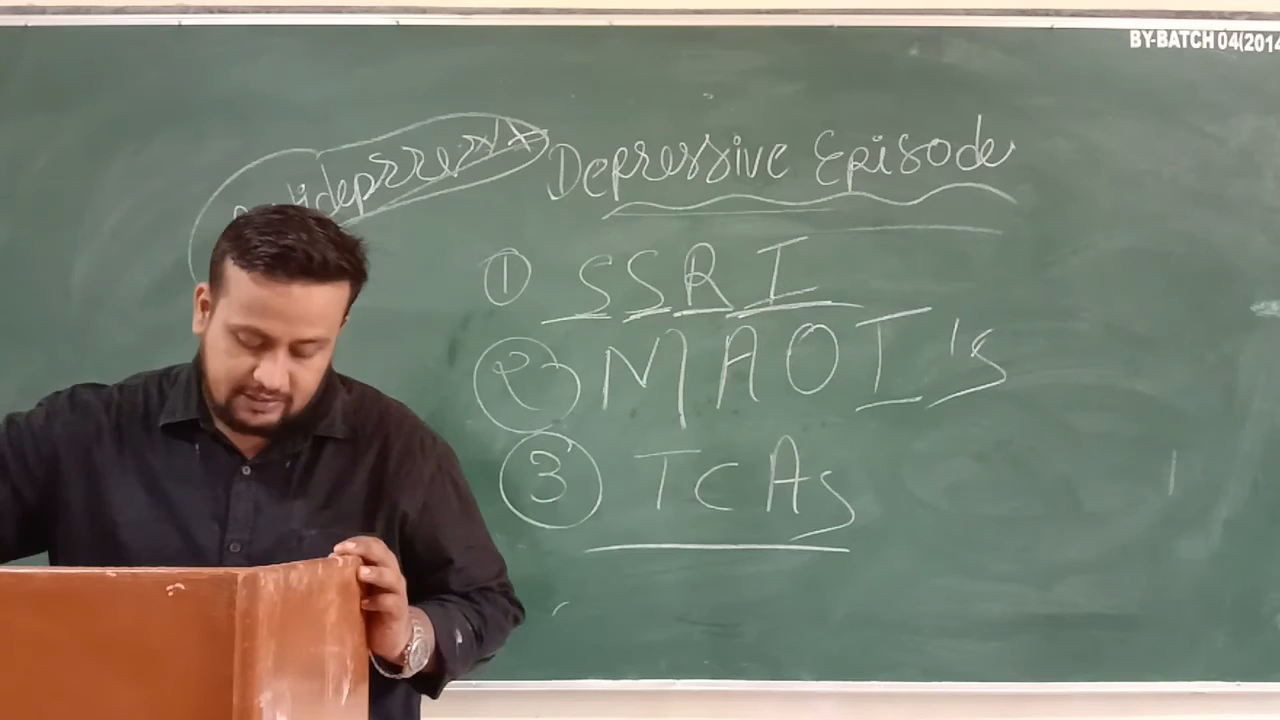 BY-BATCH 04(2014
Depressive Episode
① SSRI
② MAOI's
③ TCAs